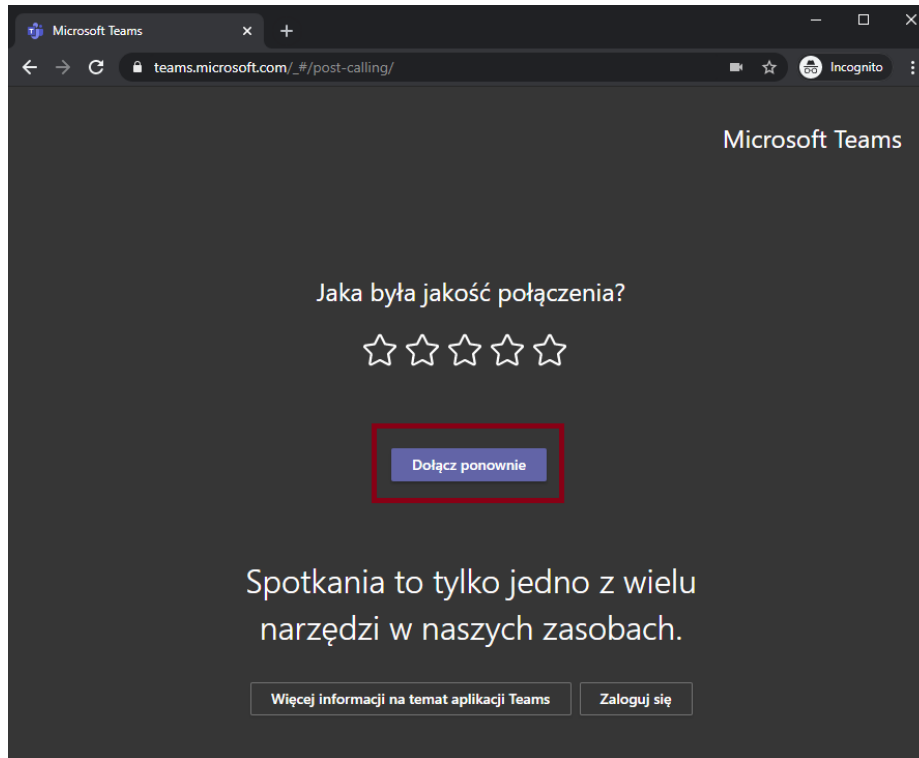 Microsoft Teams
teams.microsoft.com/_#/post-calling/
Incognito
Microsoft Teams
Jaka była jakość połączenia?
Dołącz ponownie
Spotkania to tylko jedno z wielu
narzędzi w naszych zasobach.
Więcej informacji na temat aplikacji Teams
Zaloguj się